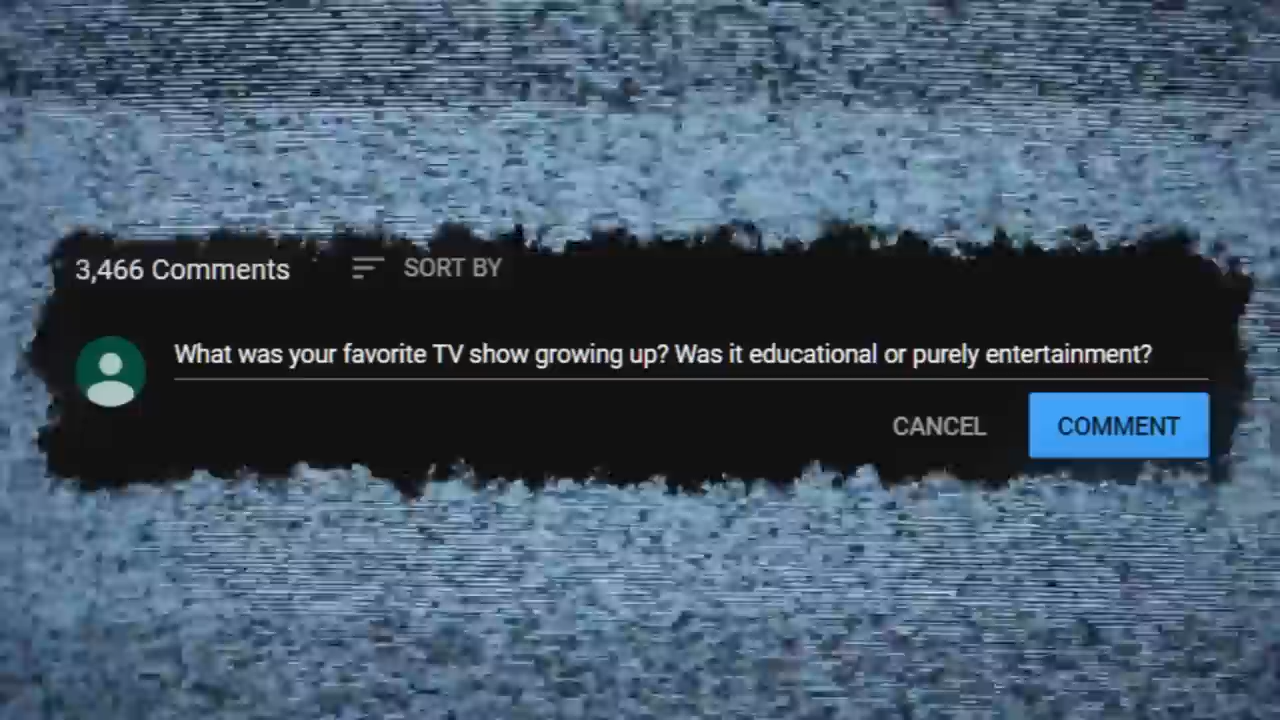 3,466 Comments SORT BY
What was your favorite TV show growing up? Was it educational or purely entertainment?
CANCEL COMMENT